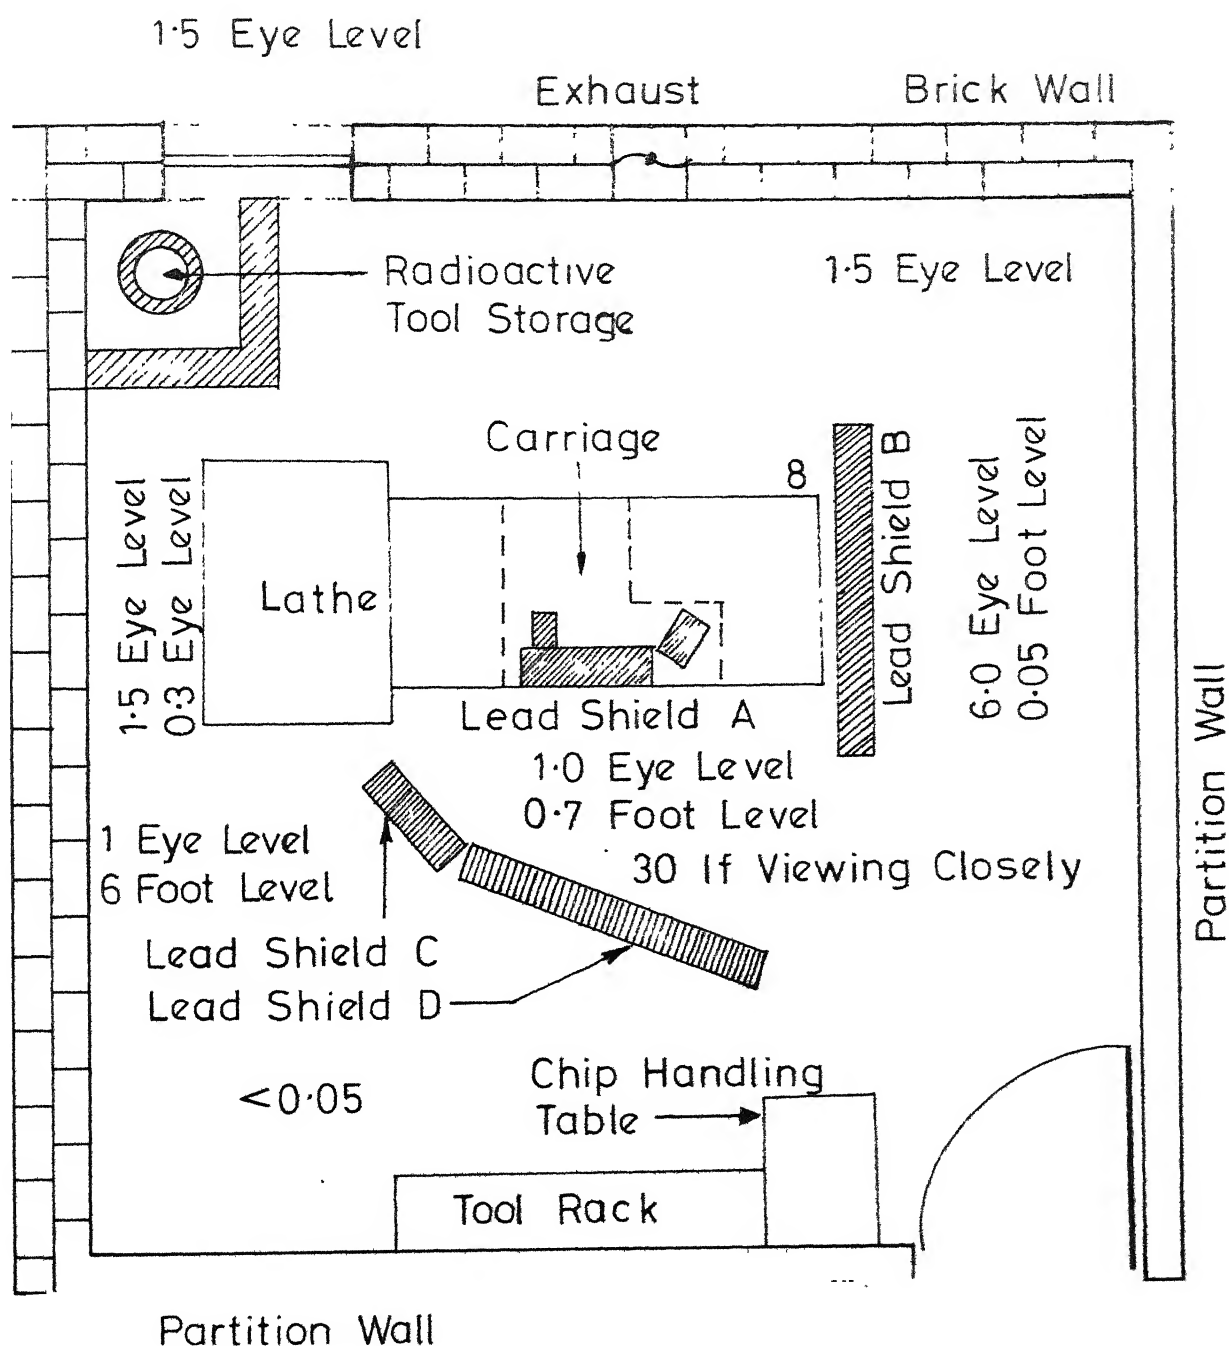 1·5 Eye Level
Exhaust
Brick Wall
Radioactive
Tool Storage
1·5 Eye Level
Carriage
8
Lead Shield B
6·0 Eye Level
0·05 Foot Level
1·5 Eye Level
0·3 Eye Level
Lathe
Lead Shield A
1·0 Eye Level
0·7 Foot Level
30 If Viewing Closely
1 Eye Level
6 Foot Level
Lead Shield C
Lead Shield D
Partition Wall
<0·05
Chip Handling
Table
Tool Rack
Partition Wall